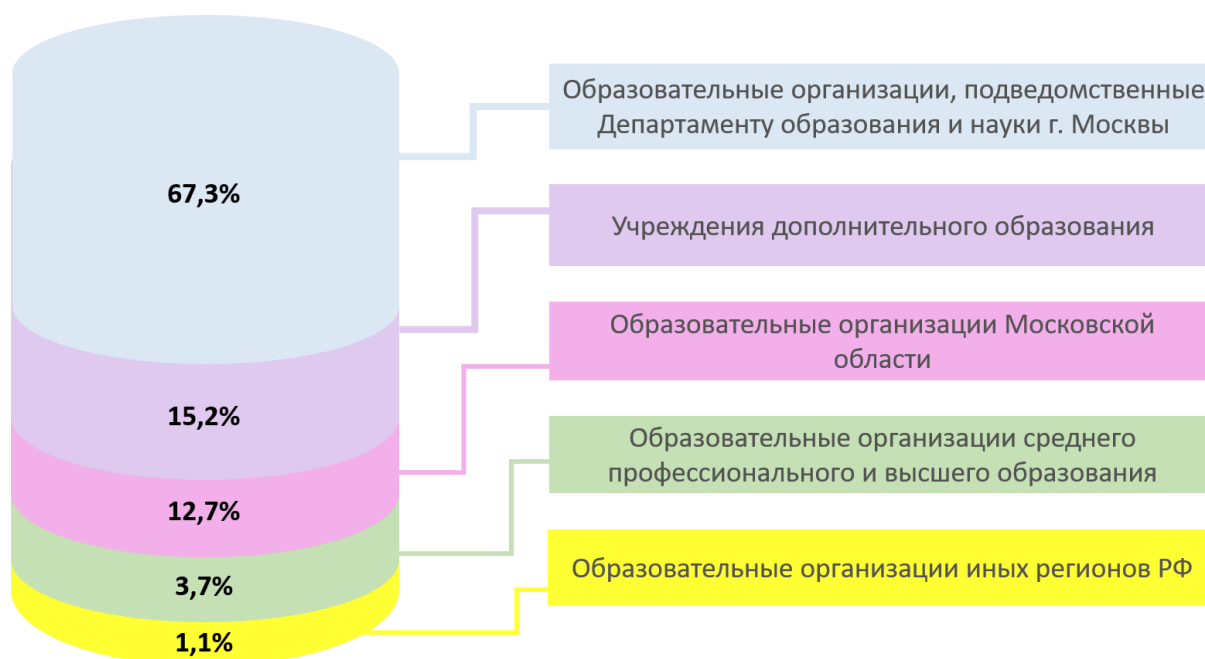 Образовательные организации, подведомственные
Департаменту образования и науки г. Москвы
67,3%
Учреждения дополнительного образования
15,2%
Образовательные организации Московской
области
12,7%
Образовательные организации среднего
профессионального и высшего образования
3,7%
Образовательные организации иных регионов РФ
1,1%